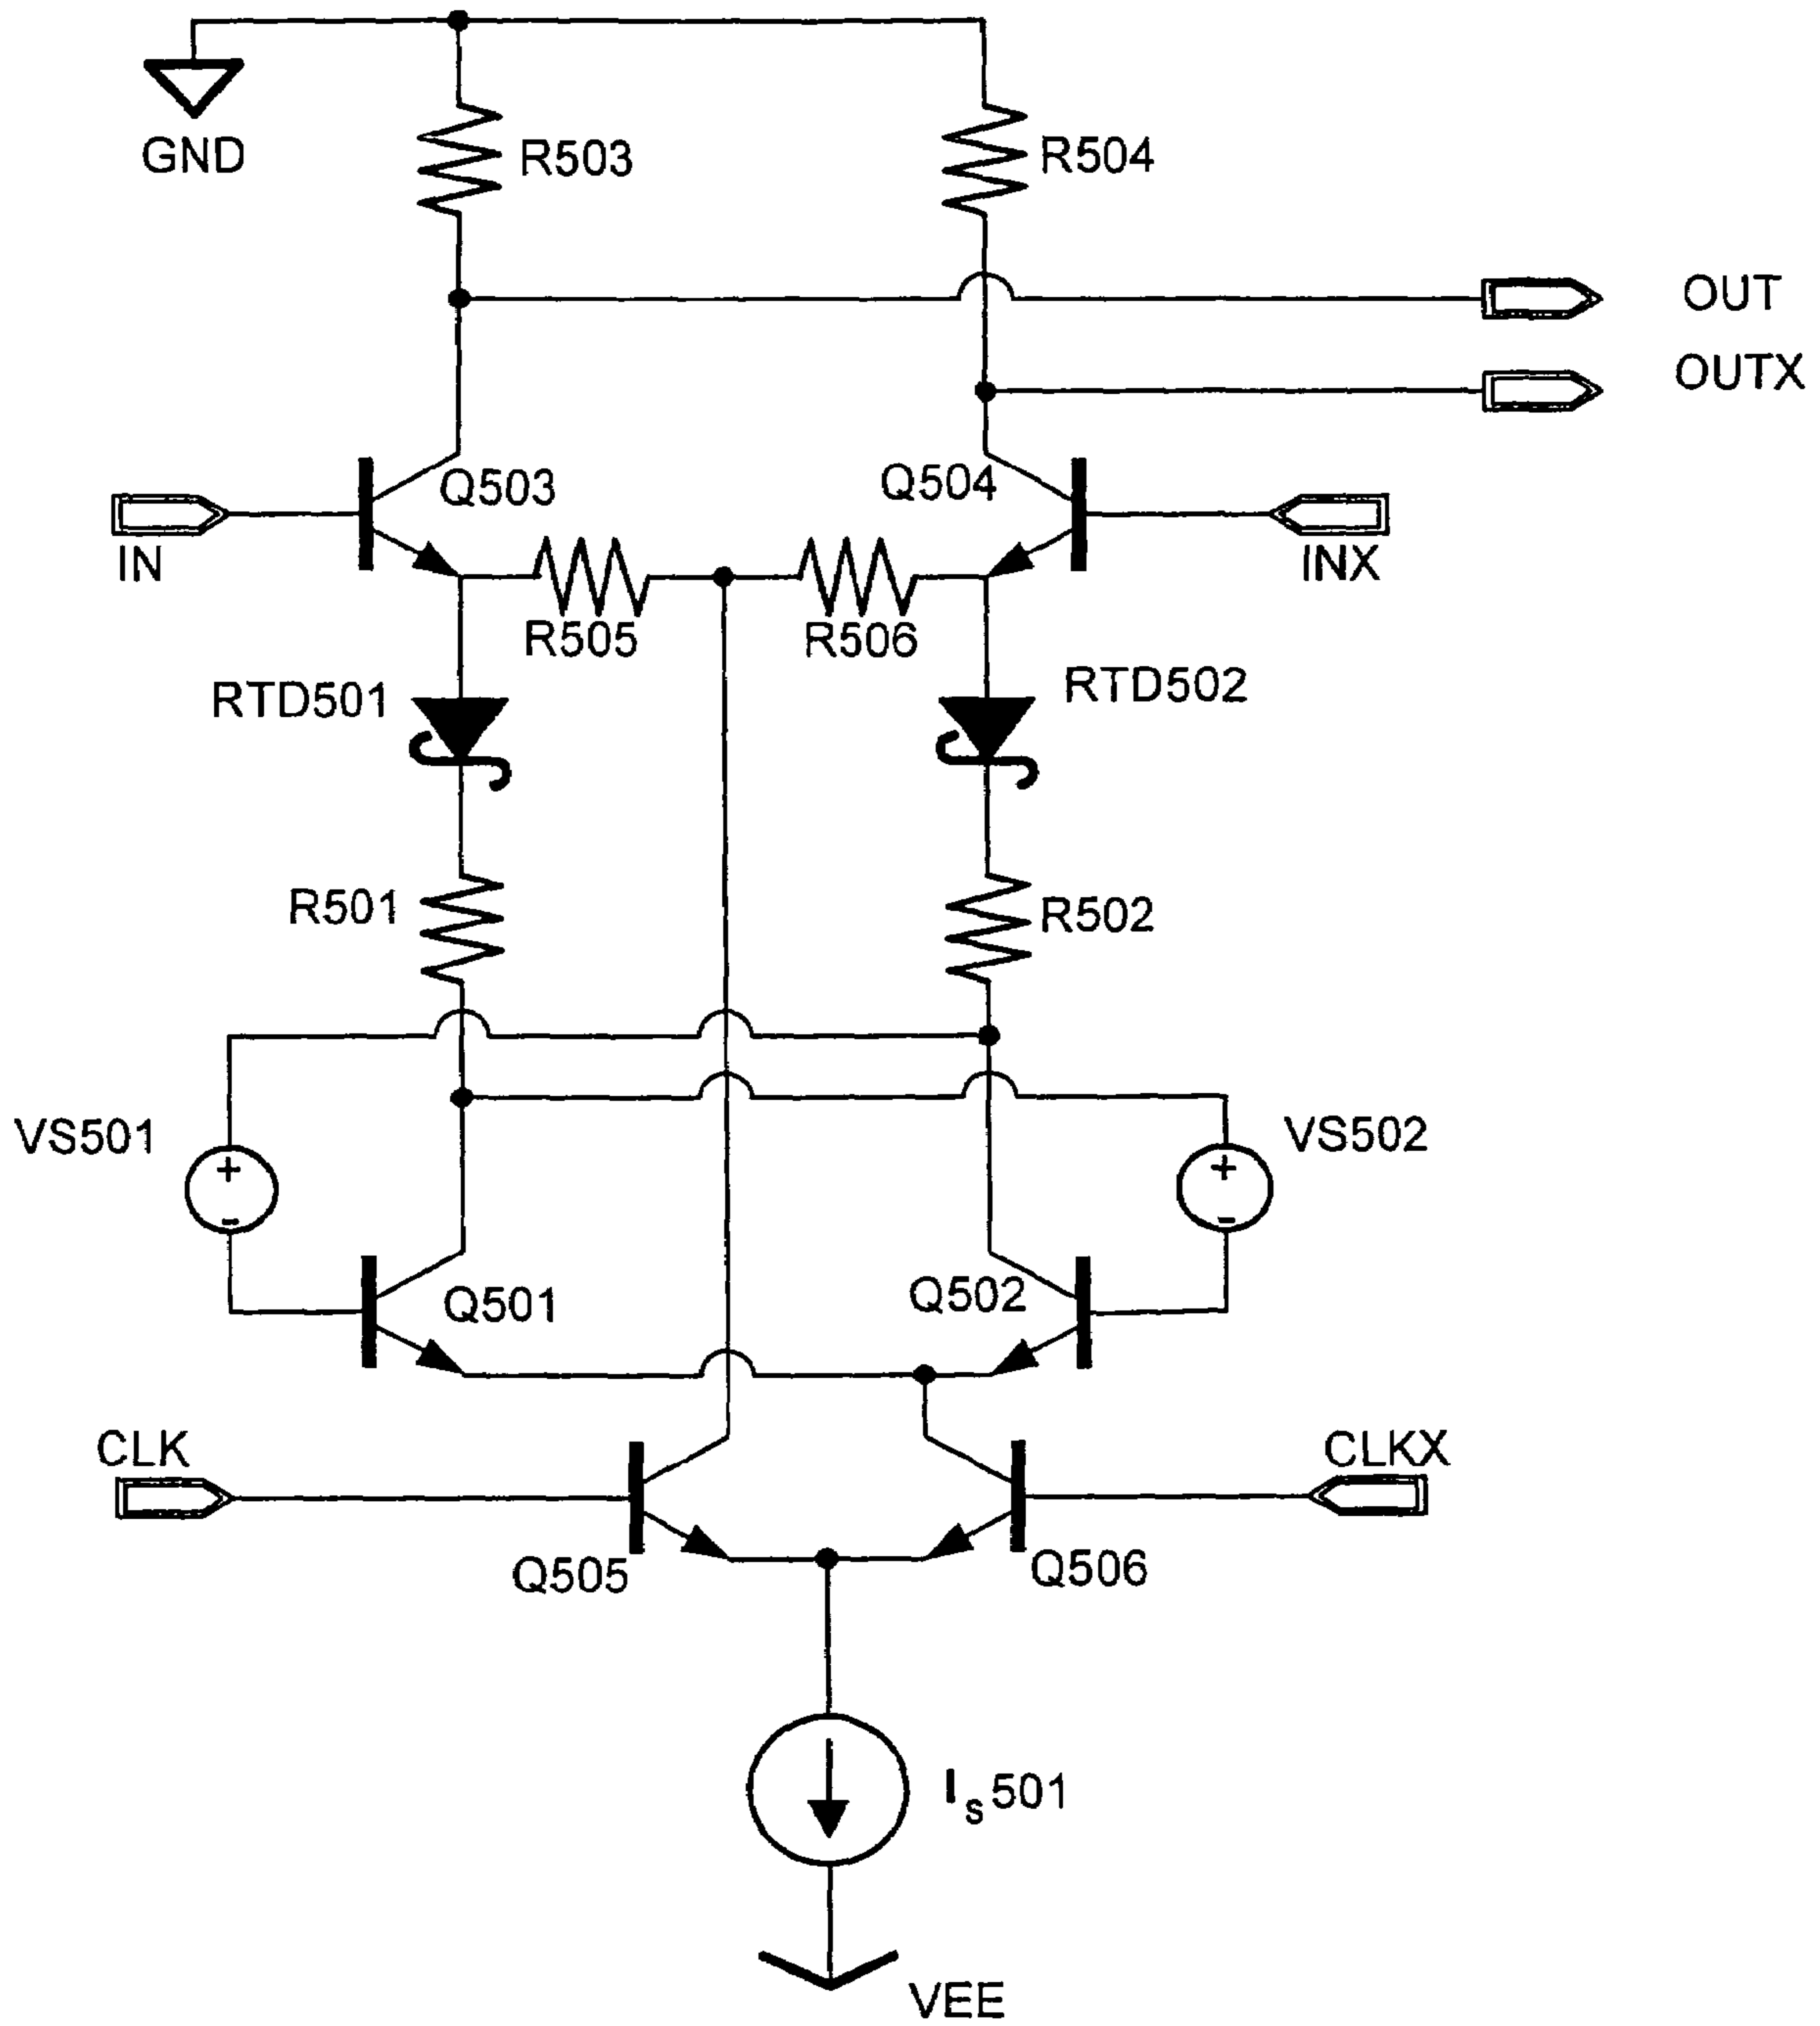 GND
R503
R504
OUT
OUTX
Q503
Q504
IN
INX
R505
R506
RTD501
RTD502
R501
R502
VS501
+
-
VS502
+
-
Q501
Q502
CLK
CLKX
Q505
Q506
Is501
VEE